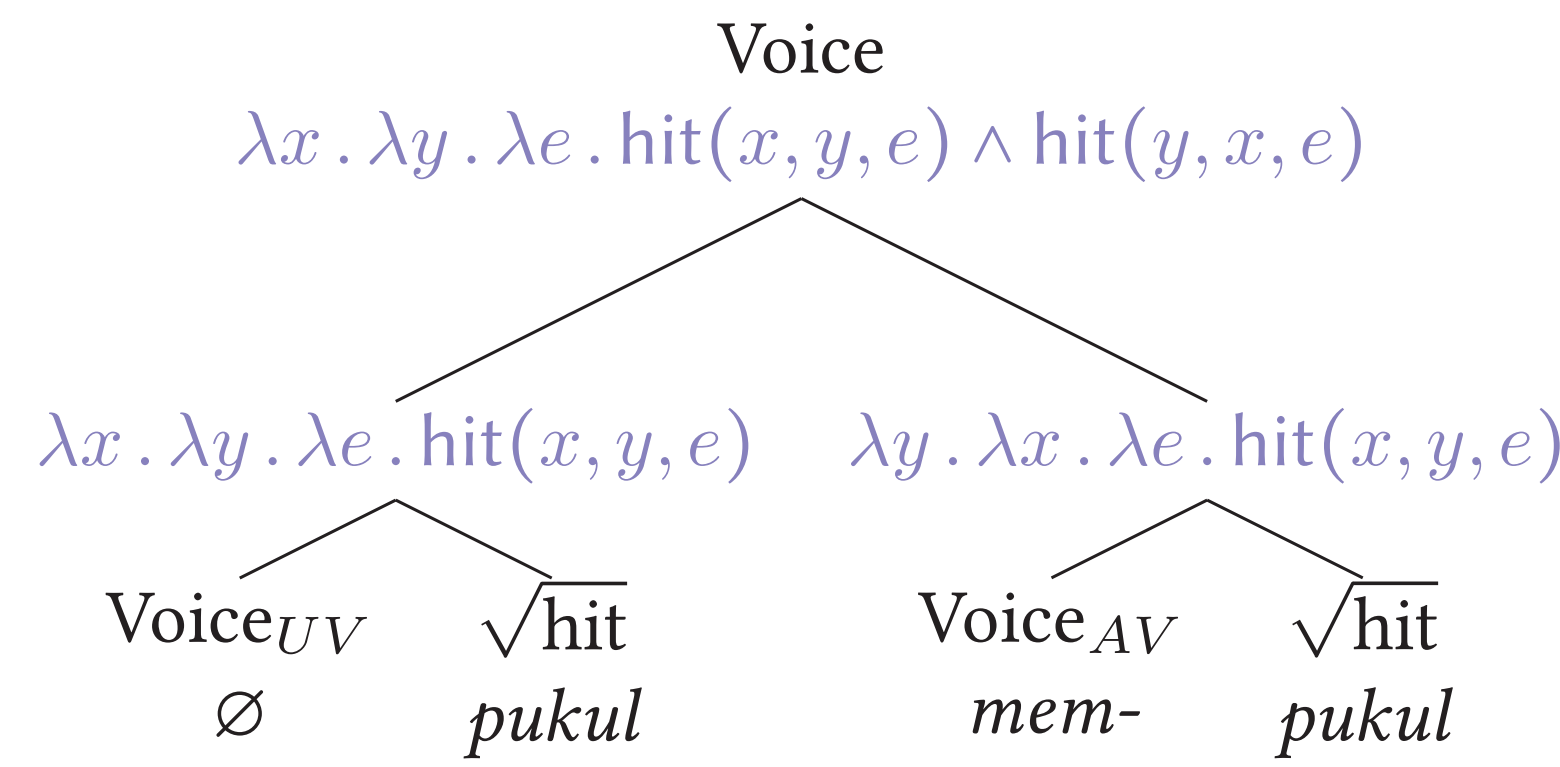 Voice
λx . λy . λe . hit(x, y, e) ∧ hit(y, x, e)
λx . λy . λe . hit(x, y, e) λy . λx . λe . hit(x, y, e)
Voice_UV √hit Voice_AV √hit
∅ pukul mem- pukul